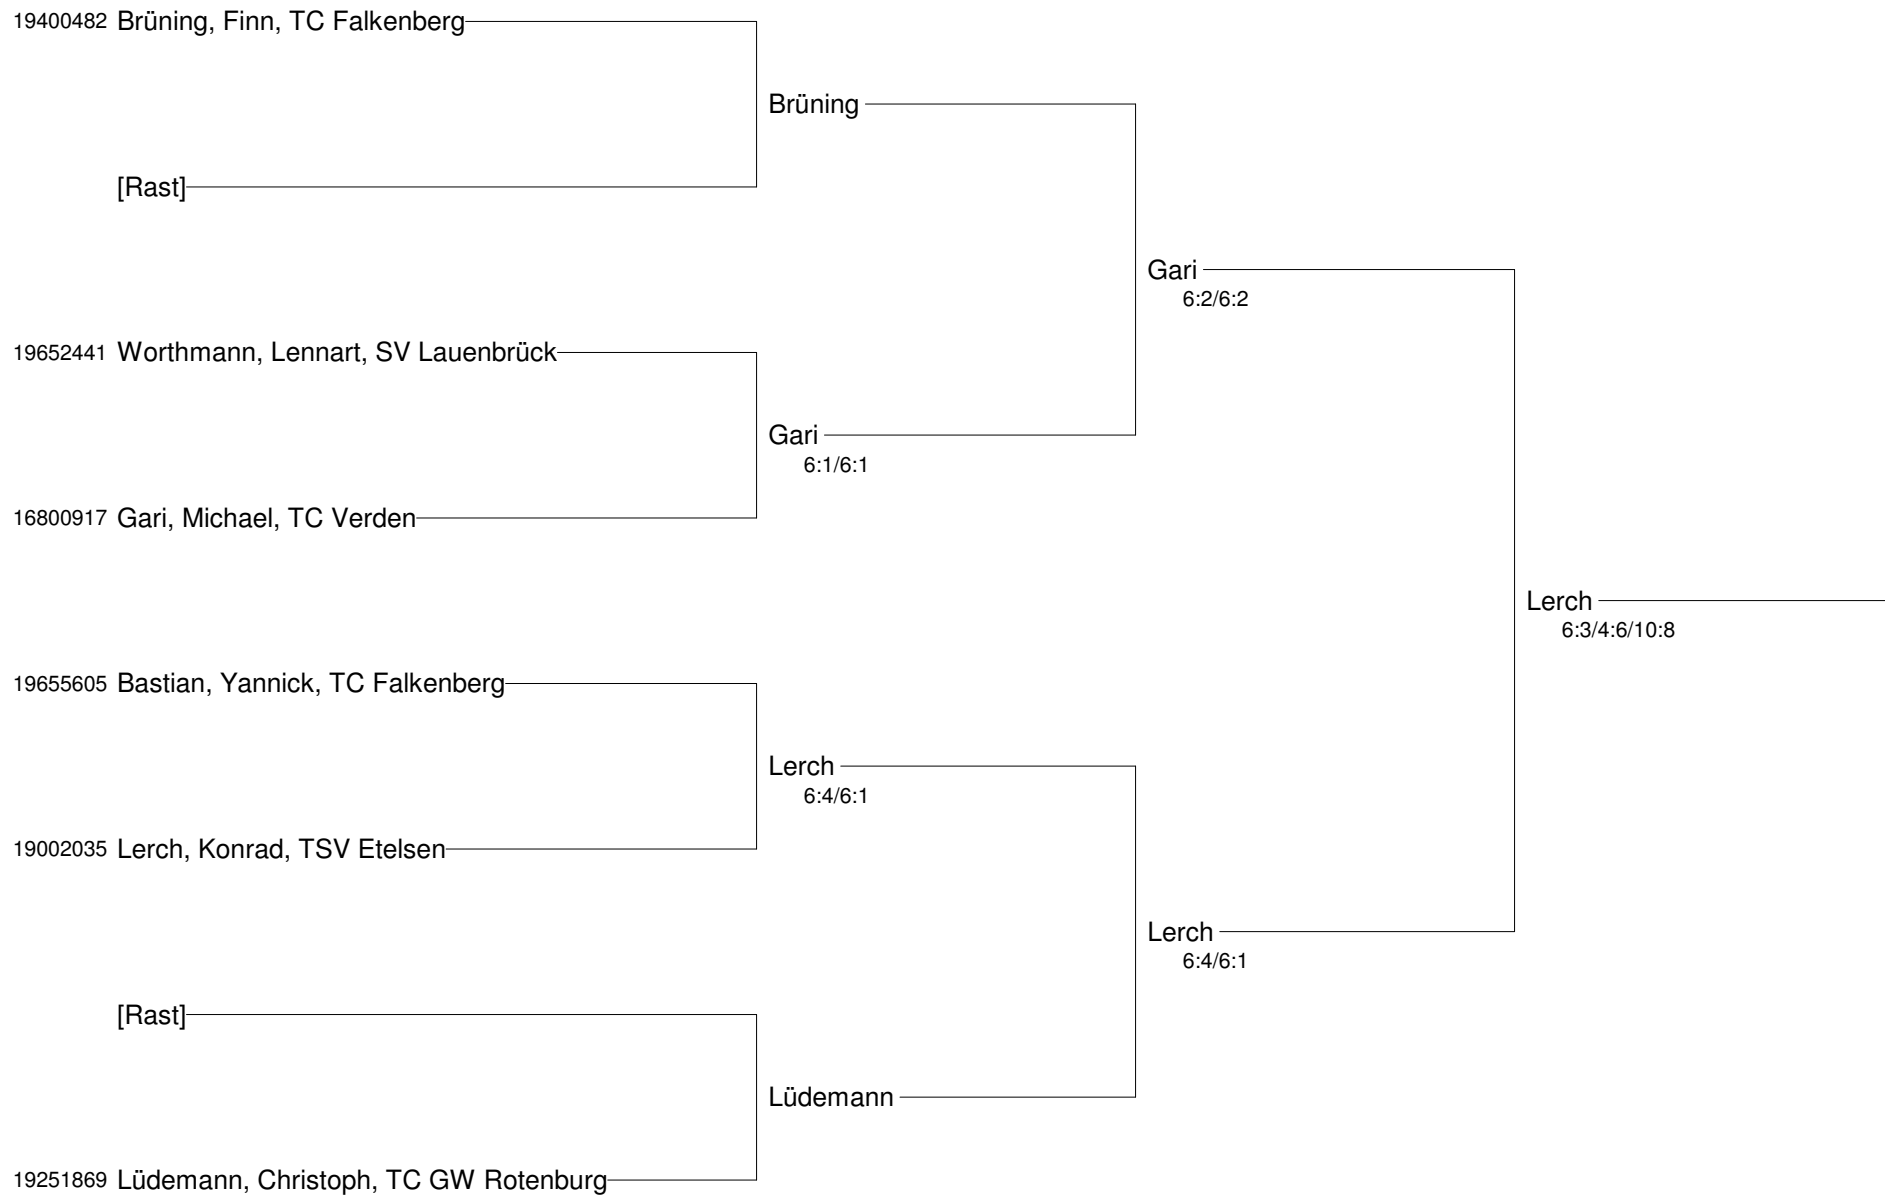 19400482 Brüning, Finn, TC Falkenberg
Brüning
[Rast]
Gari
6:2/6:2
19652441 Worthmann, Lennart, SV Lauenbrück
Gari
6:1/6:1
16800917 Gari, Michael, TC Verden
Lerch
6:3/4:6/10:8
19655605 Bastian, Yannick, TC Falkenberg
Lerch
6:4/6:1
19002035 Lerch, Konrad, TSV Etelsen
Lerch
6:4/6:1
[Rast]
Lüdemann
19251869 Lüdemann, Christoph, TC GW Rotenburg